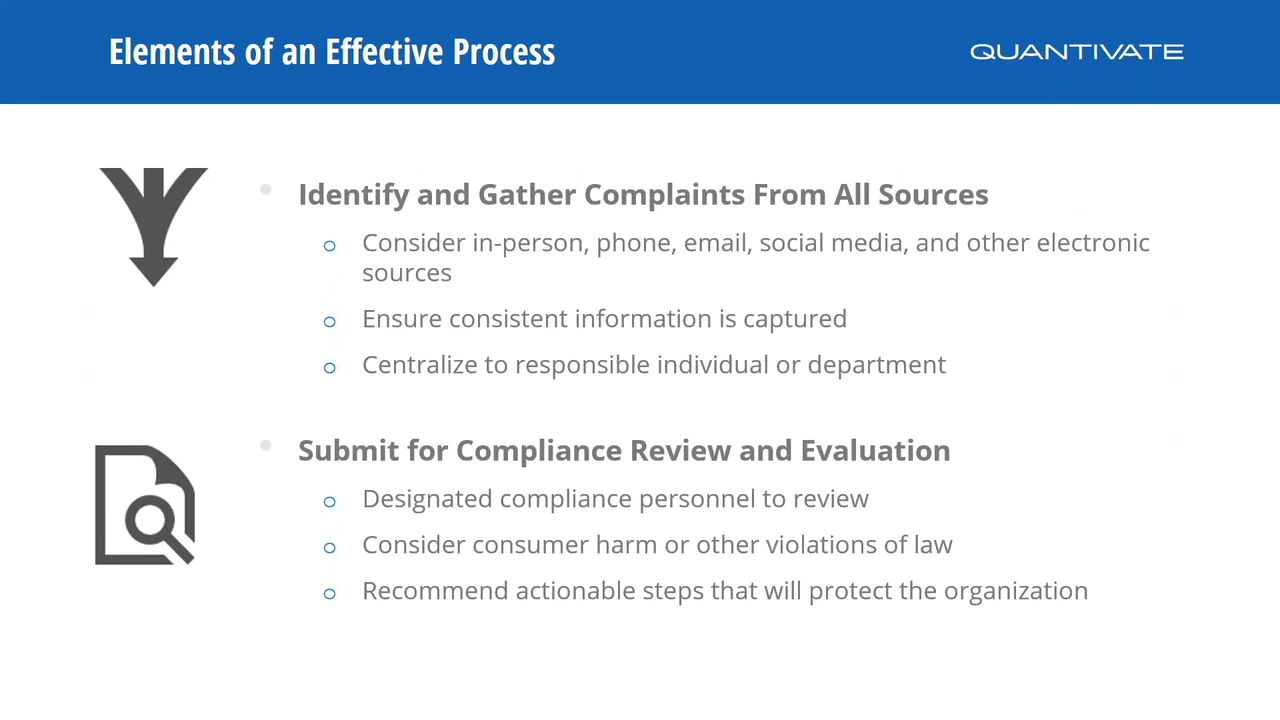 Elements of an Effective Process
QUANTIVATE
Identify and Gather Complaints From All Sources
Consider in-person, phone, email, social media, and other electronic
sources
Ensure consistent information is captured
Centralize to responsible individual or department
Submit for Compliance Review and Evaluation
Designated compliance personnel to review
Consider consumer harm or other violations of law
Recommend actionable steps that will protect the organization